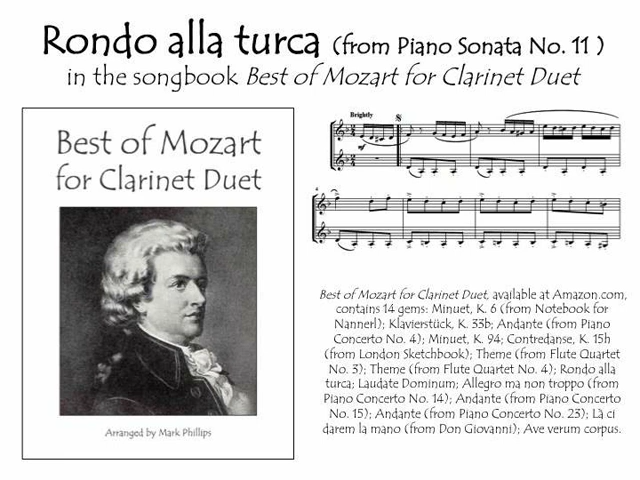 Rondo alla turca (from Piano Sonata No. 11 )
in the songbook Best of Mozart for Clarinet Duet
Best of Mozart
for Clarinet Duet
Arranged by Mark Phillips
Brightly
mf
4
Best of Mozart for Clarinet Duet, available at Amazon.com,
contains 14 gems: Minuet, K. 6 (from Notebook for
Nannerl); Klavierstück, K. 33b; Andante (from Piano
Concerto No. 4); Minuet, K. 94; Contredanse, K. 15h
(from London Sketchbook); Theme (from Flute Quartet
No. 3); Theme (from Flute Quartet No. 4); Rondo alla
turca; Laudate Dominum; Allegro ma non troppo (from
Piano Concerto No. 14); Andante (from Piano Concerto
No. 15); Andante (from Piano Concerto No. 23); Là ci
darem la mano (from Don Giovanni); Ave verum corpus.